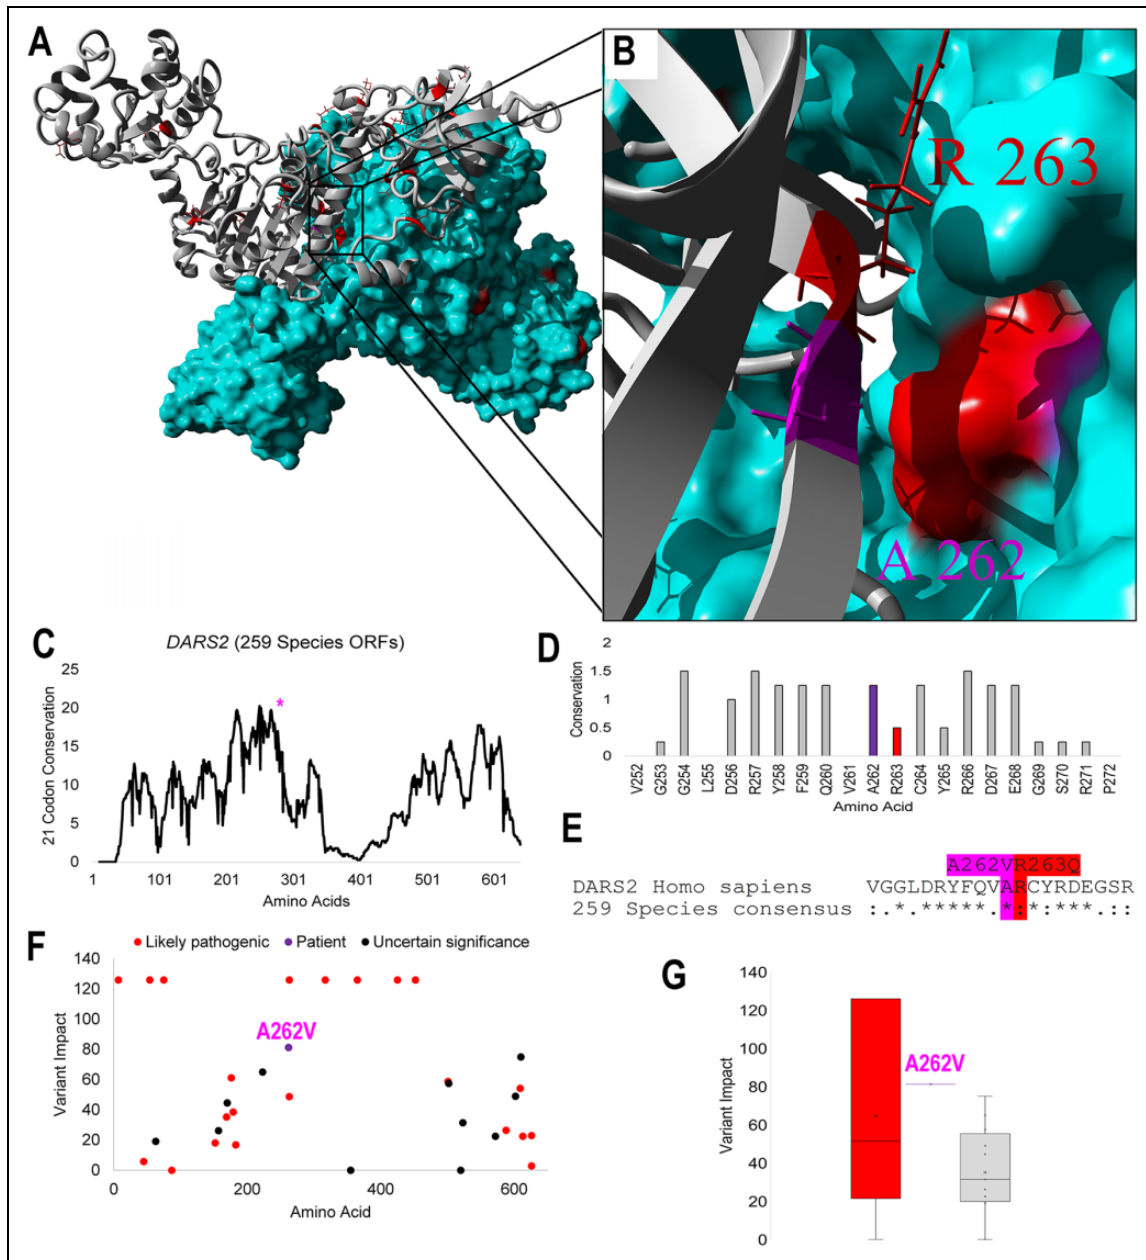 A
B
R 263
A 262
C
DARS2 (259 Species ORFs)
21 Codon Conservation
25
20
15
10
5
0
1 101 201 301 401 501 601
*
Amino Acids
D
Conservation
2
1.5
1
0.5
0
V252 G253 G254 L255 D256 R257 Y258 F259 Q260 V261 A262 R263 C264 Y265 R266 D267 E268 G269 S270 R271 P272
Amino Acid
E
A262VR263Q
DARS2 Homo sapiens VGGLDRYFQVARCYRDEGSR
259 Species consensus :.*.*****.*:*:***.::
F
Likely pathogenic Patient Uncertain significance
Variant Impact
140
120
100
80
60
40
20
0
A262V
0 200 400 600
Amino Acid
G
Variant Impact
140
120
100
80
60
40
20
0
A262V